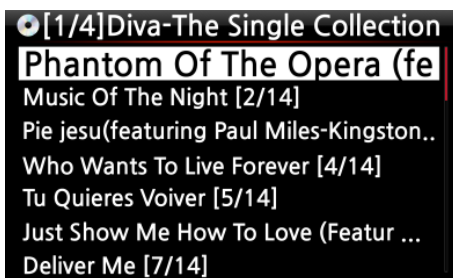 [1/4]Diva-The Single Collection
Phantom Of The Opera (fe
Music Of The Night [2/14]
Pie jesu(featuring Paul Miles-Kingston..
Who Wants To Live Forever [4/14]
Tu Quieres Voiver [5/14]
Just Show Me How To Love (Featur ...
Deliver Me [7/14]